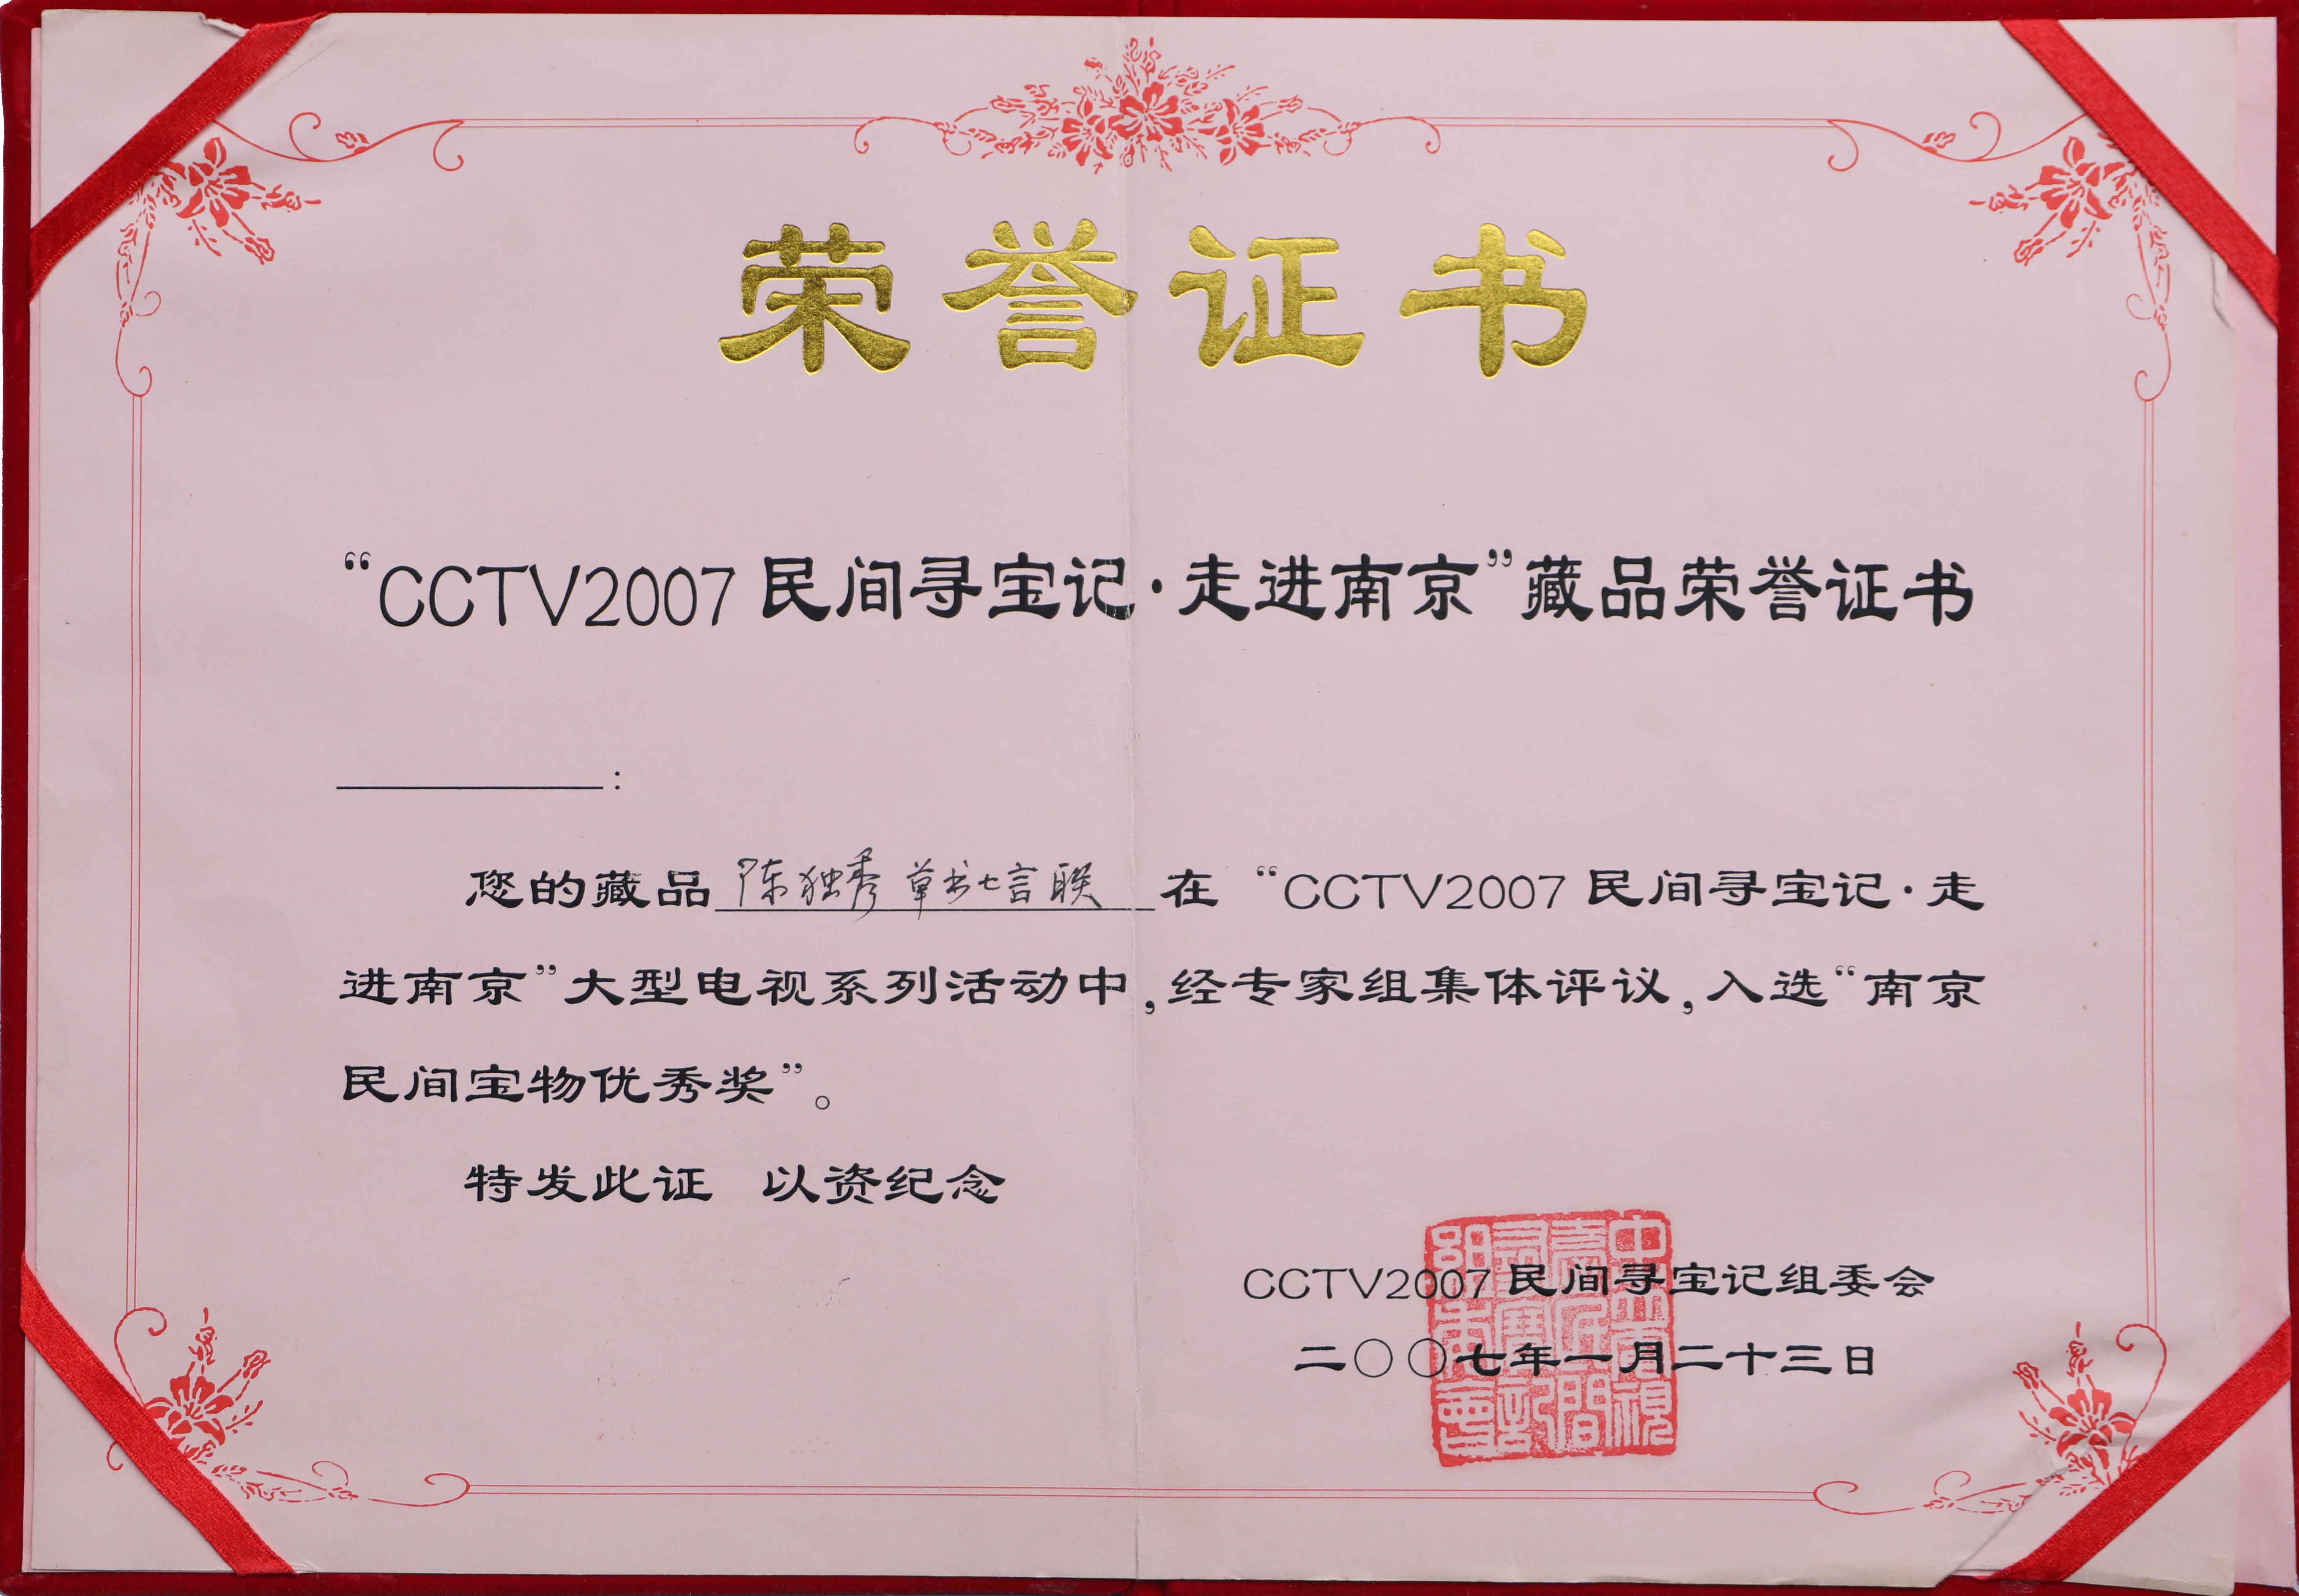 荣誉证书
“CCTV2007民间寻宝记·走进南京”藏品荣誉证书
:
您的藏品陈独秀草书七言联在“CCTV2007民间寻宝记·走
进南京”大型电视系列活动中,经专家组集体评议,入选“南京
民间宝物优秀奖”。
特发此证 以资纪念
CCTV2007民间寻宝记组委会
二〇〇七年一月二十三日